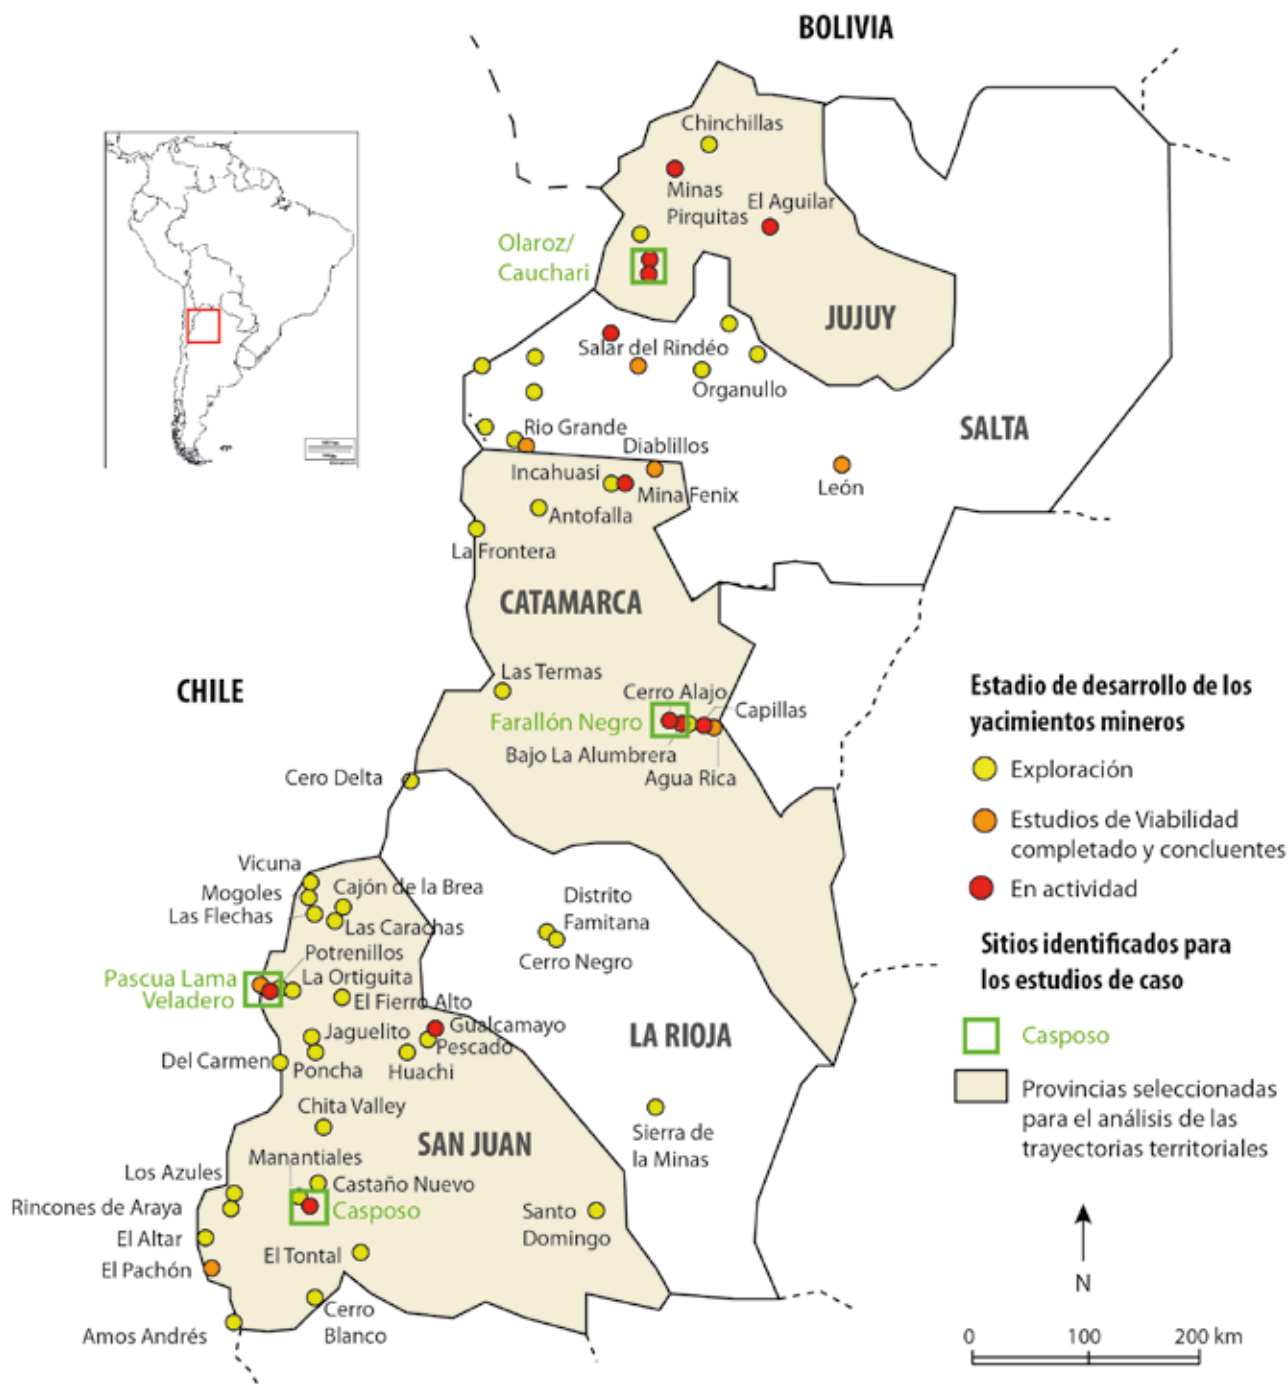 BOLIVIA
Chinchillas
Minas
Pirquitas
El Aguilar
Olaroz/
Cauchari
JUJUY
Salar del Rindéo
Organullo
SALTA
Rio Grande
Diablillos
Incahuasi
Mina Fenix
León
Antofalla
La Frontera
CATAMARCA
Las Termas
CHILE
Cerro Alajo
Capillas
Farallón Negro
Bajo La Alumbrera
Agua Rica
Cero Delta
Vicuna
Mogoles
Cajón de la Brea
Las Flechas
Las Carachas
Distrito
Famitana
Cerro Negro
Potrenillos
Pascua Lama
Veladero
La Ortiguita
El Fierro Alto
Jaguelito
Gualcamayo
Pescado
LA RIOJA
Del Carmen
Poncha
Huachi
Chita Valley
SAN JUAN
Sierra de
la Minas
Manantiales
Los Azules
Castaño Nuevo
Rincones de Araya
Casposo
Santo
Domingo
El Altar
El Tontal
El Pachón
Cerro
Blanco
Amos Andrés
Estadio de desarrollo de los
yacimientos mineros
Exploración
Estudios de Viabilidad
completado y concluentes
En actividad
Sitios identificados para
los estudios de caso
Casposo
Provincias seleccionadas
para el análisis de las
trayectorias territoriales
N
0 100 200 km